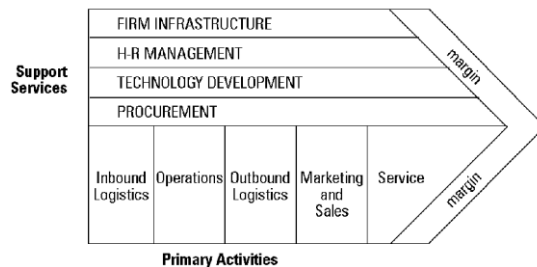 FIRM INFRASTRUCTURE
H-R MANAGEMENT
TECHNOLOGY DEVELOPMENT
PROCUREMENT
Support
Services
margin
Inbound
Logistics
Operations
Outbound
Logistics
Marketing
and
Sales
Service
margin
Primary Activities